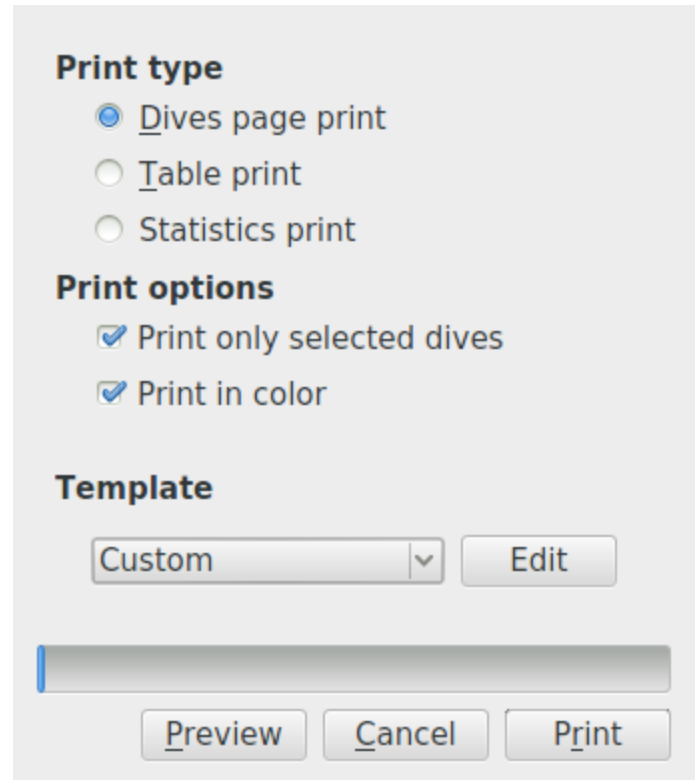 Print type
Dives page print
Table print
Statistics print
Print options
Print only selected dives
Print in color
Template
Custom Edit
Preview Cancel Print